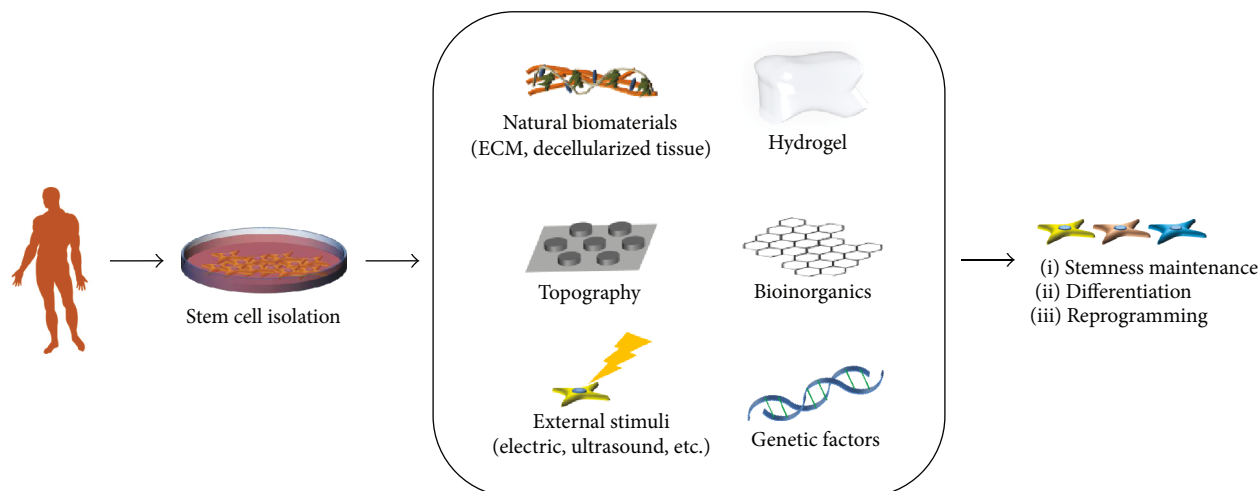 Stem cell isolation
Natural biomaterials
(ECM, decellularized tissue)
Hydrogel
Topography
Bioinorganics
External stimuli
(electric, ultrasound, etc.)
Genetic factors
(i) Stemness maintenance
(ii) Differentiation
(iii) Reprogramming